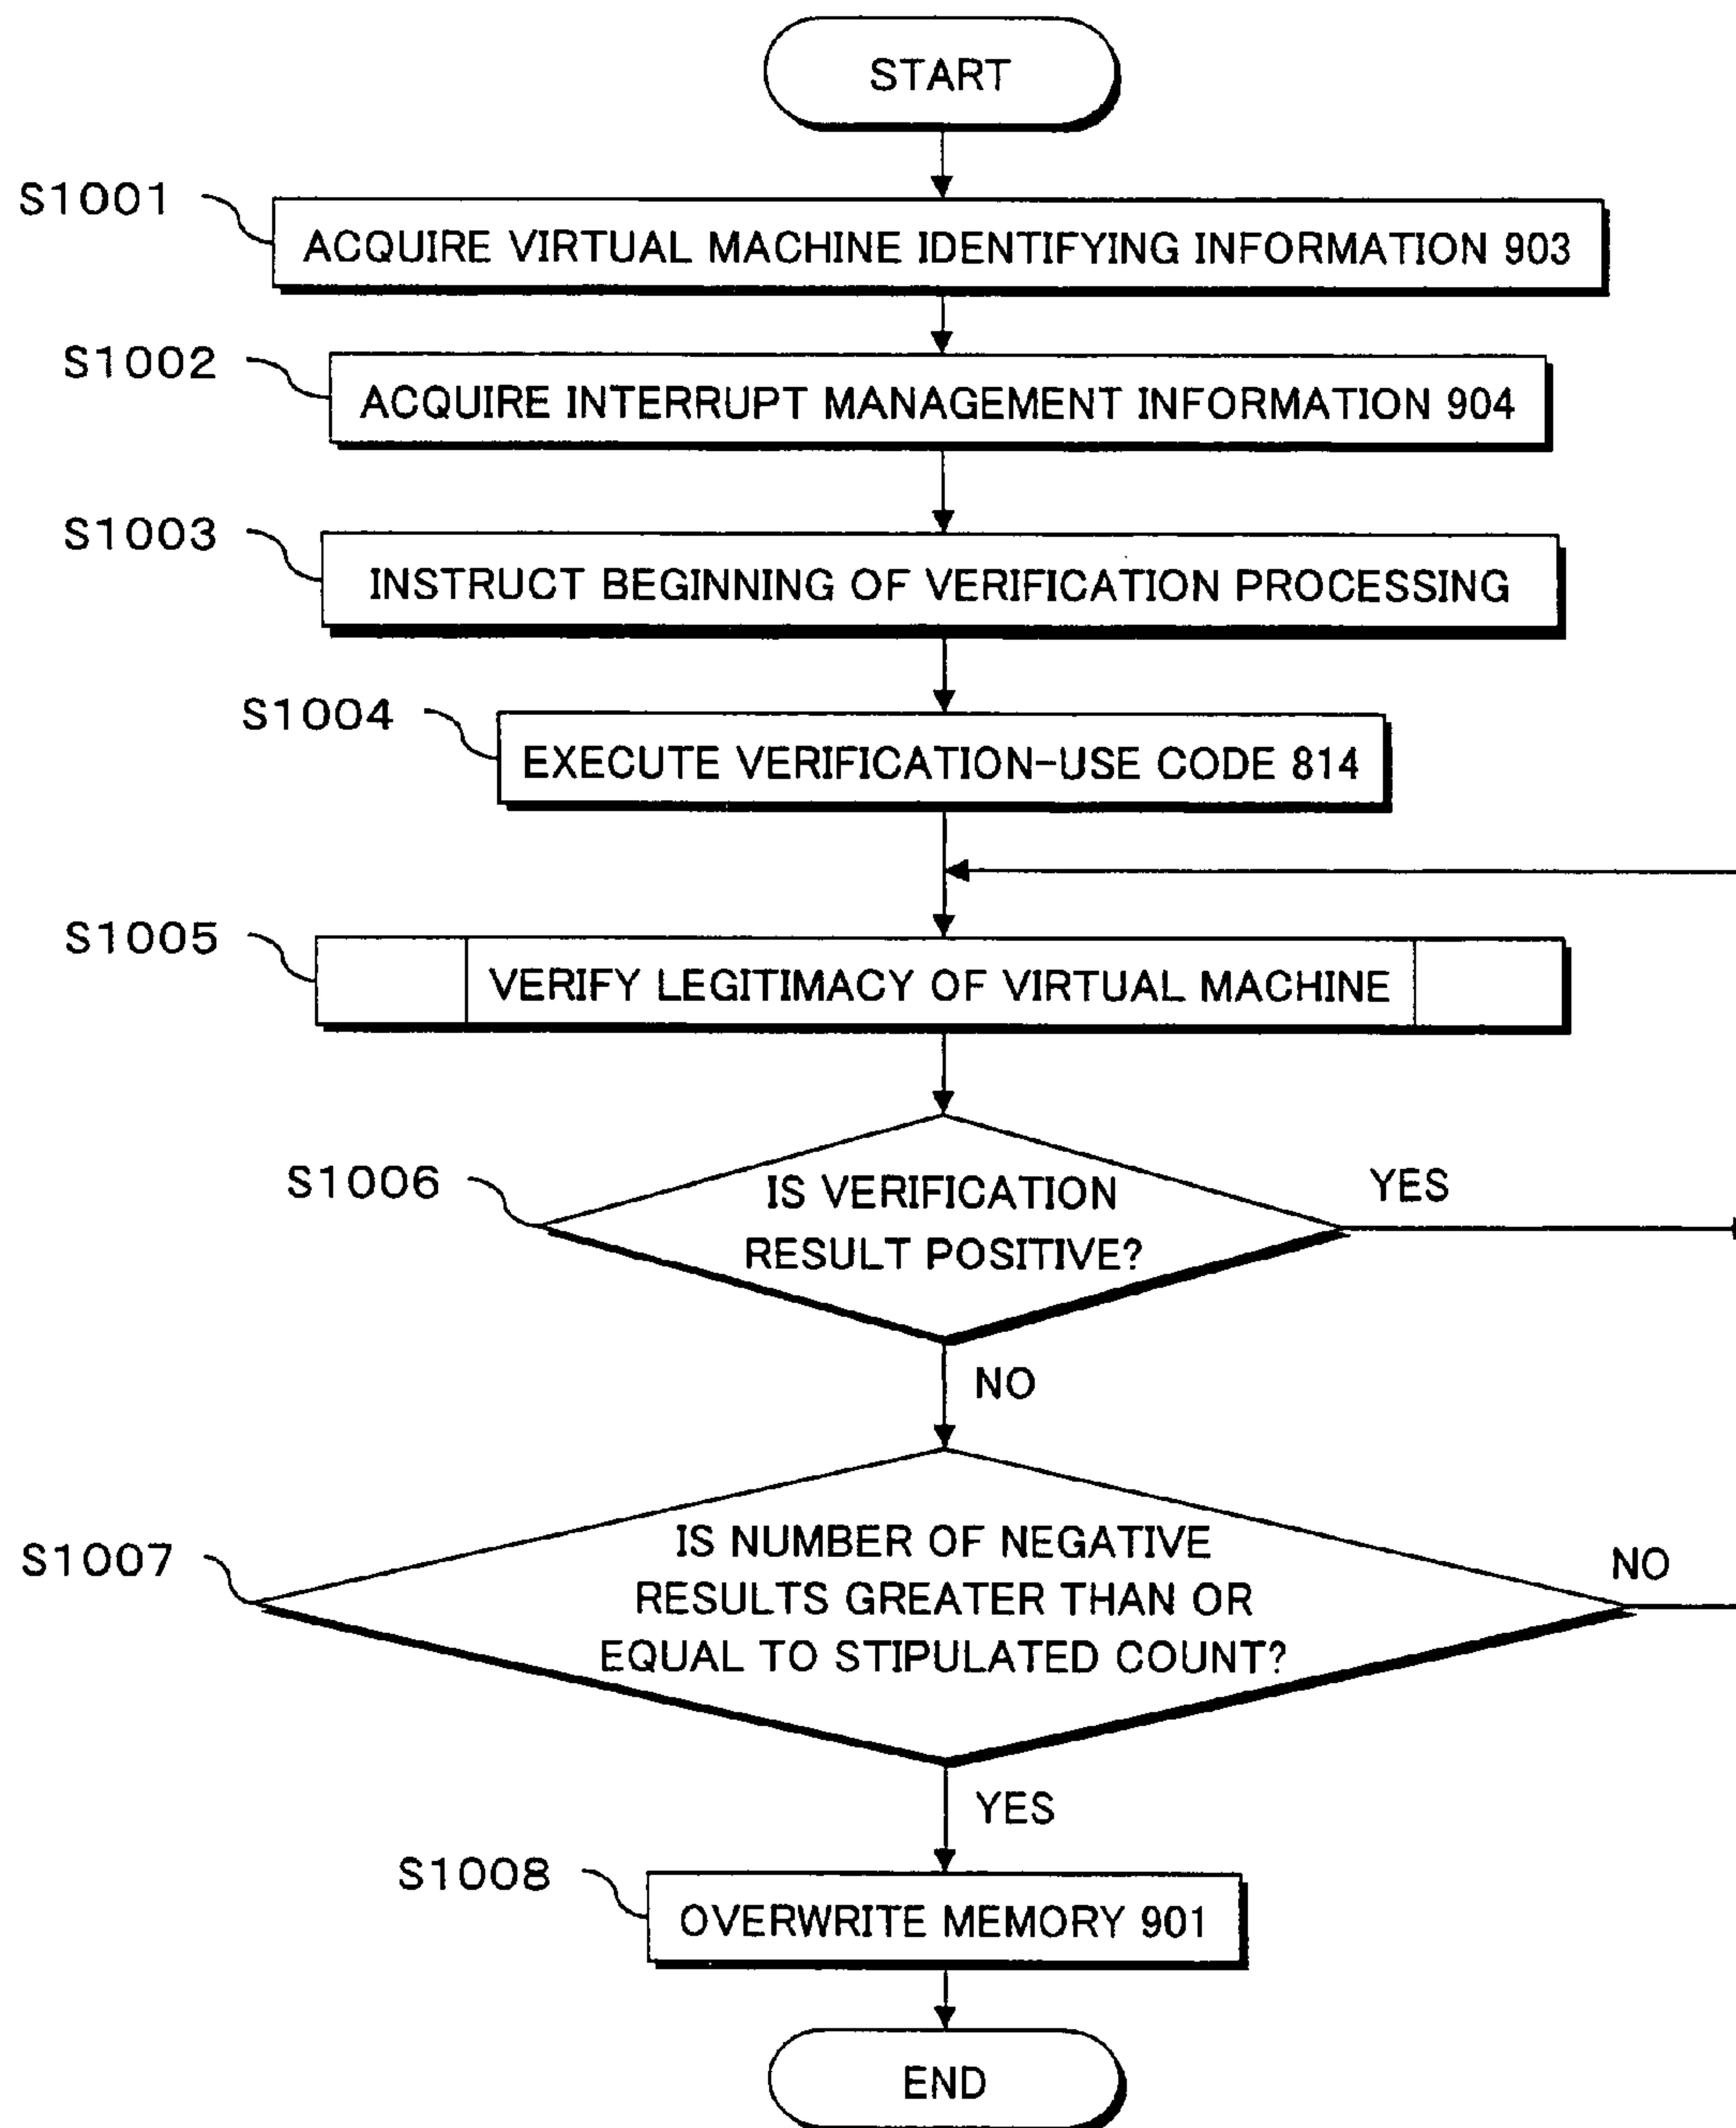 START
S1001
ACQUIRE VIRTUAL MACHINE IDENTIFYING INFORMATION 903
S1002
ACQUIRE INTERRUPT MANAGEMENT INFORMATION 904
S1003
INSTRUCT BEGINNING OF VERIFICATION PROCESSING
S1004
EXECUTE VERIFICATION-USE CODE 814
S1005
VERIFY LEGITIMACY OF VIRTUAL MACHINE
S1006
IS VERIFICATION
RESULT POSITIVE?
YES
NO
S1007
IS NUMBER OF NEGATIVE
RESULTS GREATER THAN OR
EQUAL TO STIPULATED COUNT?
NO
YES
S1008
OVERWRITE MEMORY 901
END